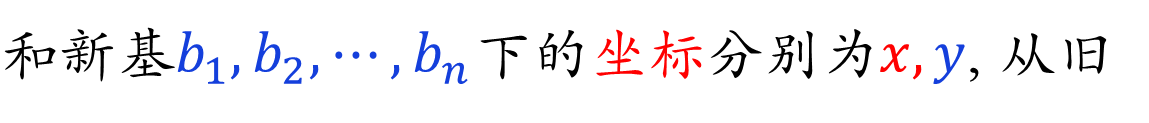 和新基b₁, b₂, ⋯, bₙ下的坐标分别为x, y, 从旧